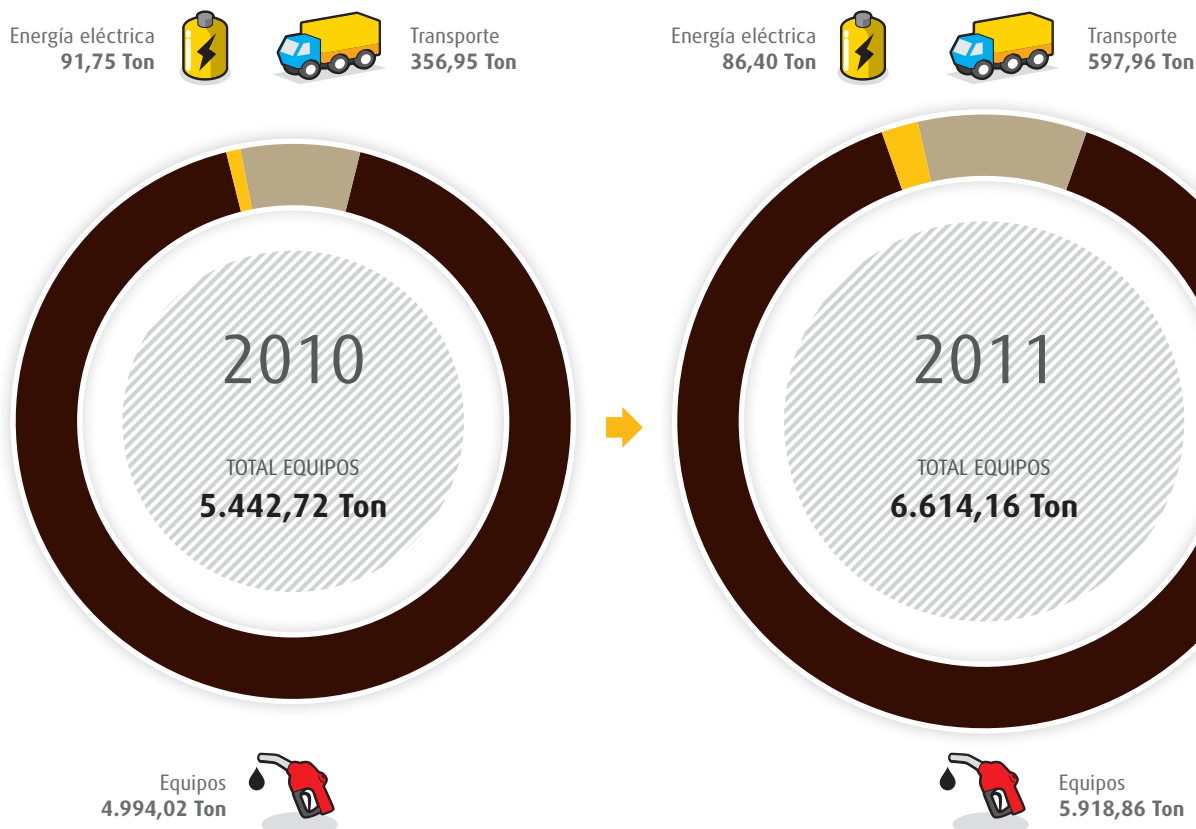 Energía eléctrica
91,75 Ton
Transporte
356,95 Ton
2010
TOTAL EQUIPOS
5.442,72 Ton
Equipos
4.994,02 Ton
Energía eléctrica
86,40 Ton
Transporte
597,96 Ton
2011
TOTAL EQUIPOS
6.614,16 Ton
Equipos
5.918,86 Ton